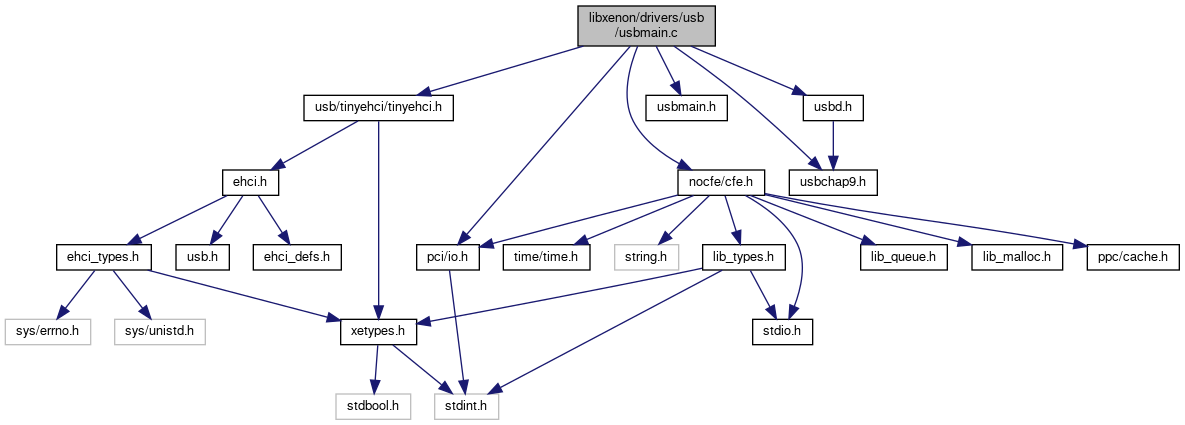 libxenon/drivers/usb
/usbmain.c
usb/tinyehci/tinyehci.h
usbmain.h
usbd.h
ehci.h
nocfe/cfe.h
usbchap9.h
ehci_types.h
usb.h
ehci_defs.h
pci/io.h
time/time.h
string.h
lib_types.h
lib_queue.h
lib_malloc.h
ppc/cache.h
sys/errno.h
sys/unistd.h
xetypes.h
stdio.h
stdbool.h
stdint.h